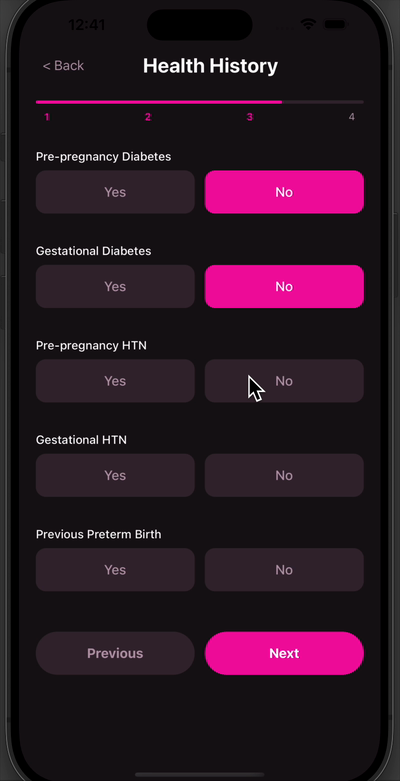 12:41
< Back
Health History
1 2 3 4
Pre-pregnancy Diabetes
Yes No
Gestational Diabetes
Yes No
Pre-pregnancy HTN
Yes No
Gestational HTN
Yes No
Previous Preterm Birth
Yes No
Previous Next